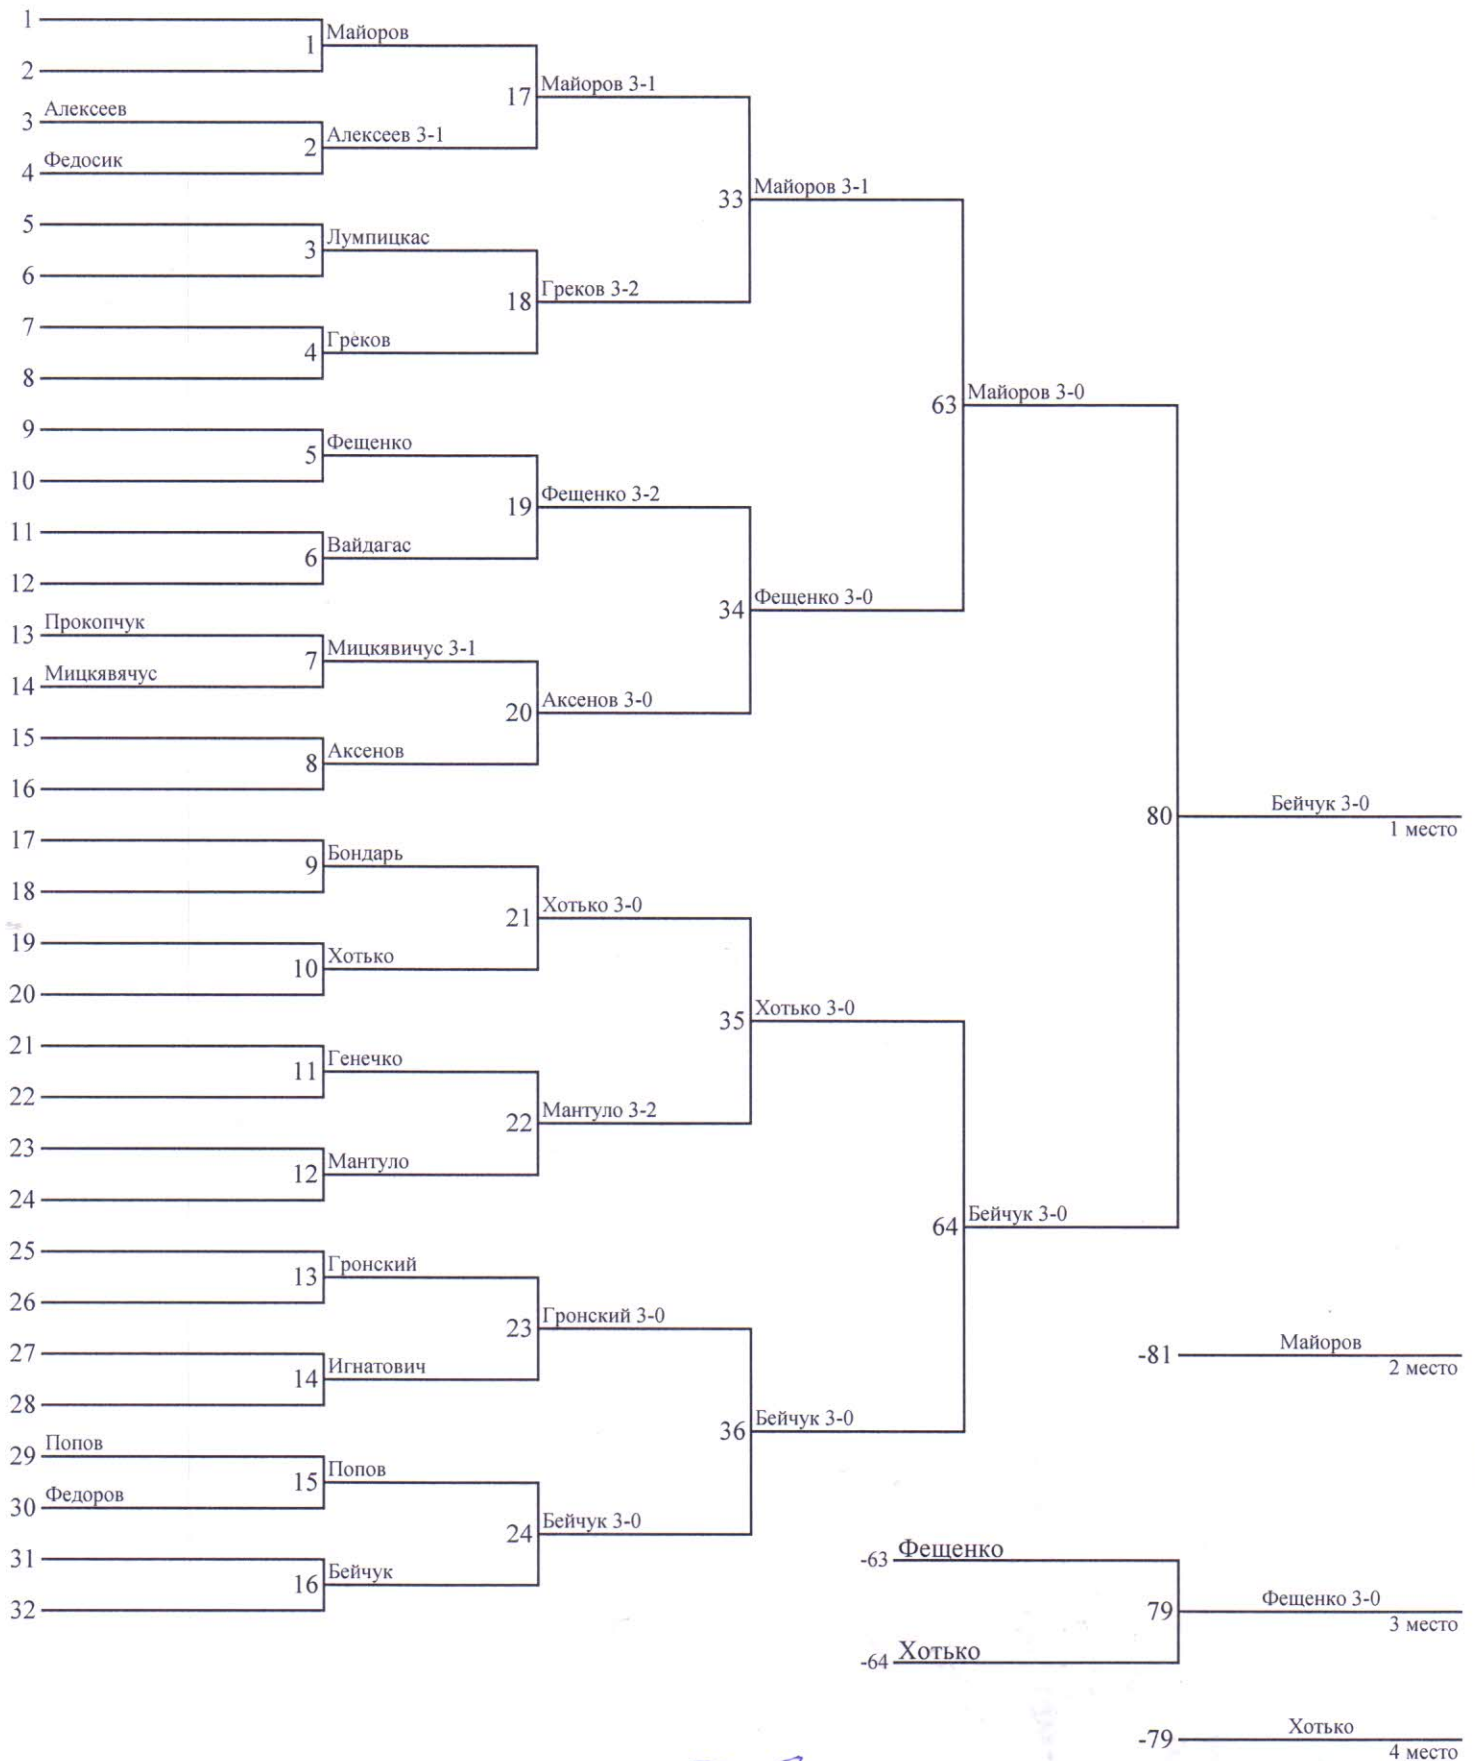 1
1 Майоров
2
17 Майоров 3-1
3 Алексеев
2 Алексеев 3-1
4 Федосик
33 Майоров 3-1
5
3 Лумпицкас
6
18 Греков 3-2
7
4 Греков
8
63 Майоров 3-0
9
5 Фещенко
10
19 Фещенко 3-2
11
6 Вайдагас
12
34 Фещенко 3-0
13 Прокопчук
7 Мицкявичус 3-1
14 Мицкявячус
20 Аксенов 3-0
15
8 Аксенов
16
80 Бейчук 3-0
1 место
17
9 Бондарь
18
21 Хотько 3-0
19
10 Хотько
20
35 Хотько 3-0
21
11 Генечко
22
22 Мантуло 3-2
23
12 Мантуло
24
64 Бейчук 3-0
25
13 Гронский
26
23 Гронский 3-0
27
14 Игнатович
28
-81 Майоров
2 место
36 Бейчук 3-0
29 Попов
15 Попов
30 Федоров
24 Бейчук 3-0
31
16 Бейчук
32
-63 Фещенко
79 Фещенко 3-0
3 место
-64 Хотько
-79 Хотько
4 место